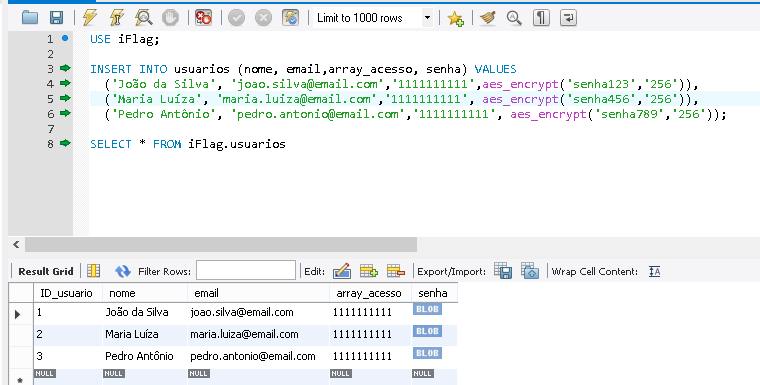 Limit to 1000 rows
1 USE iFlag;
2
3 INSERT INTO usuarios (nome, email,array_acesso, senha) VALUES
4 ('João da Silva', 'joao.silva@email.com','1111111111',aes_encrypt('senha123','256')),
5 ('Maria Luíza', 'maria.luiza@email.com','1111111111', aes_encrypt('senha456','256')),
6 ('Pedro Antônio', 'pedro.antonio@email.com','1111111111', aes_encrypt('senha789','256'));
7
8 SELECT * FROM iFlag.usuarios
Result Grid Filter Rows: Edit: Export/Import: Wrap Cell Content: IA
ID_usuario nome email array_acesso senha
1 João da Silva joao.silva@email.com 1111111111 BLOB
2 Maria Luíza maria.luiza@email.com 1111111111 BLOB
3 Pedro Antônio pedro.antonio@email.com 1111111111 BLOB
NULL NULL NULL NULL NULL